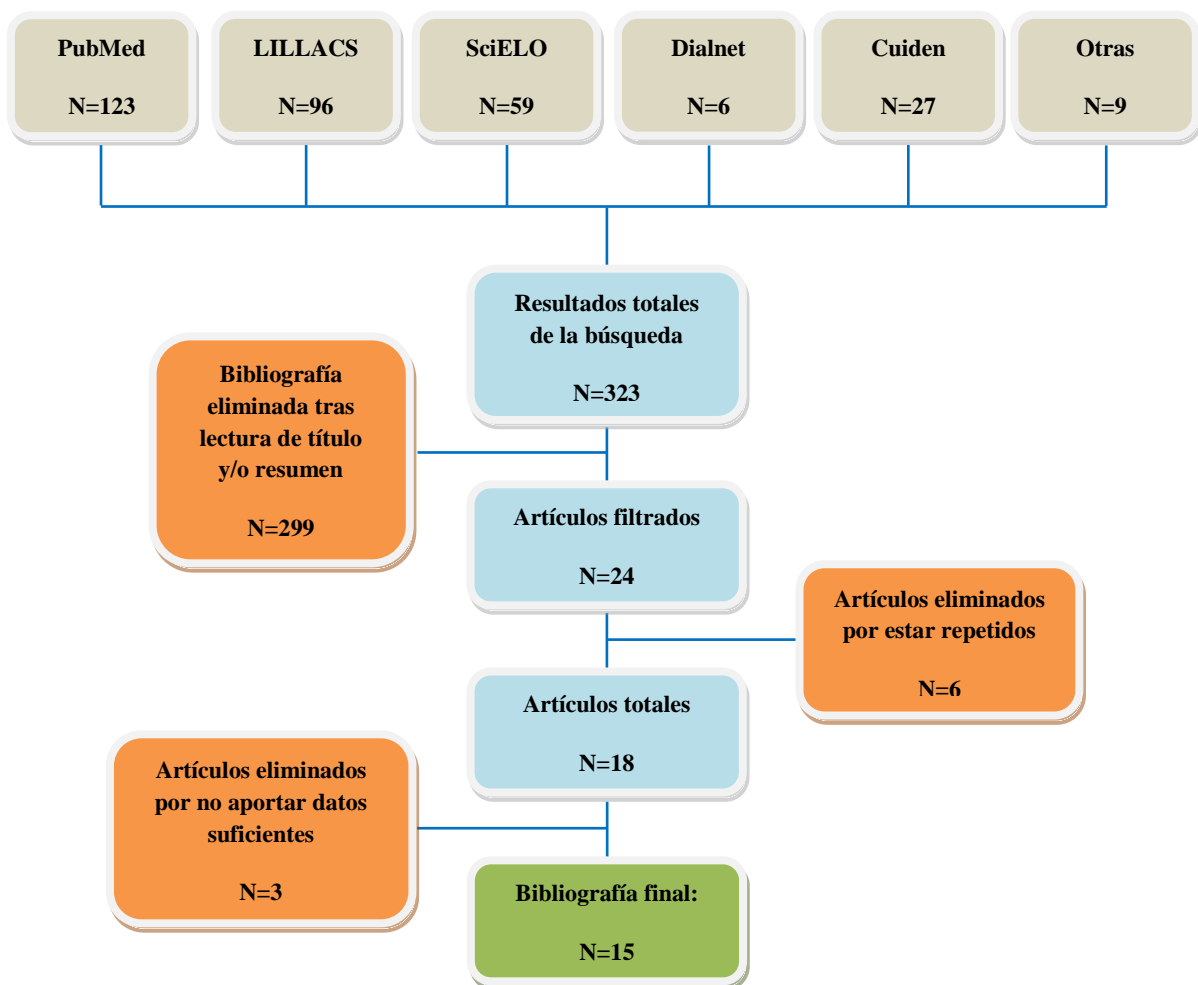 PubMed
N=123
LILLACS
N=96
SciELO
N=59
Dialnet
N=6
Cuiden
N=27
Otras
N=9
Resultados totales
de la búsqueda
N=323
Bibliografía
eliminada tras
lectura de título
y/o resumen
N=299
Artículos filtrados
N=24
Artículos eliminados
por estar repetidos
N=6
Artículos totales
N=18
Artículos eliminados
por no aportar datos
suficientes
N=3
Bibliografía final:
N=15